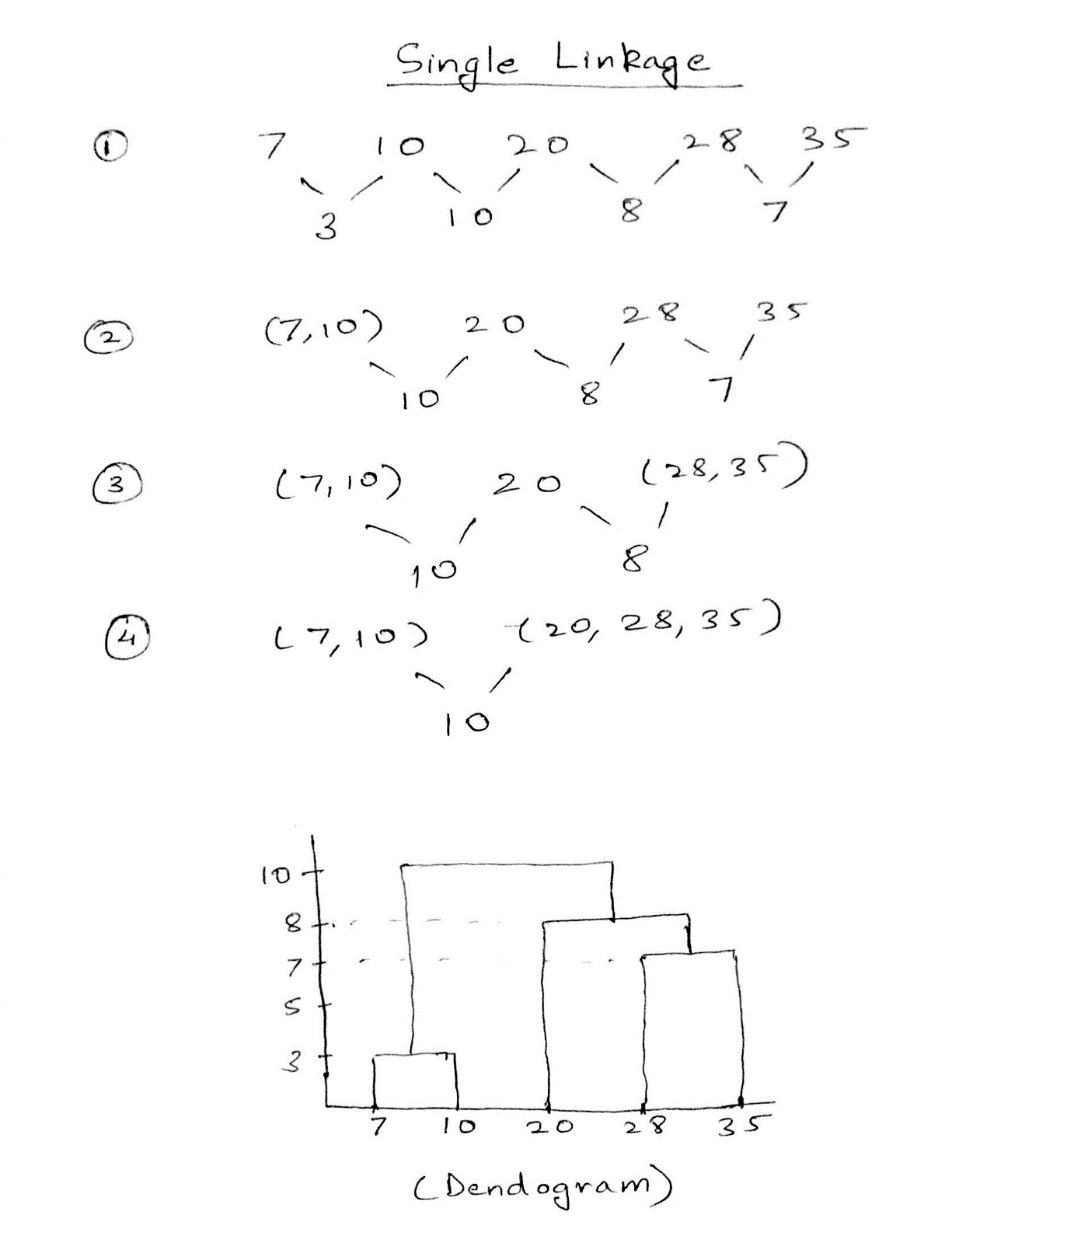 Single Linkage
① 7 10 20 28 35
3 10 8 7
② (7,10) 20 28 35
10 8 7
③ (7,10) 20 (28,35)
10 8
④ (7,10) (20, 28, 35)
10
10
8
7
5
3
7 10 20 28 35
(Dendogram)